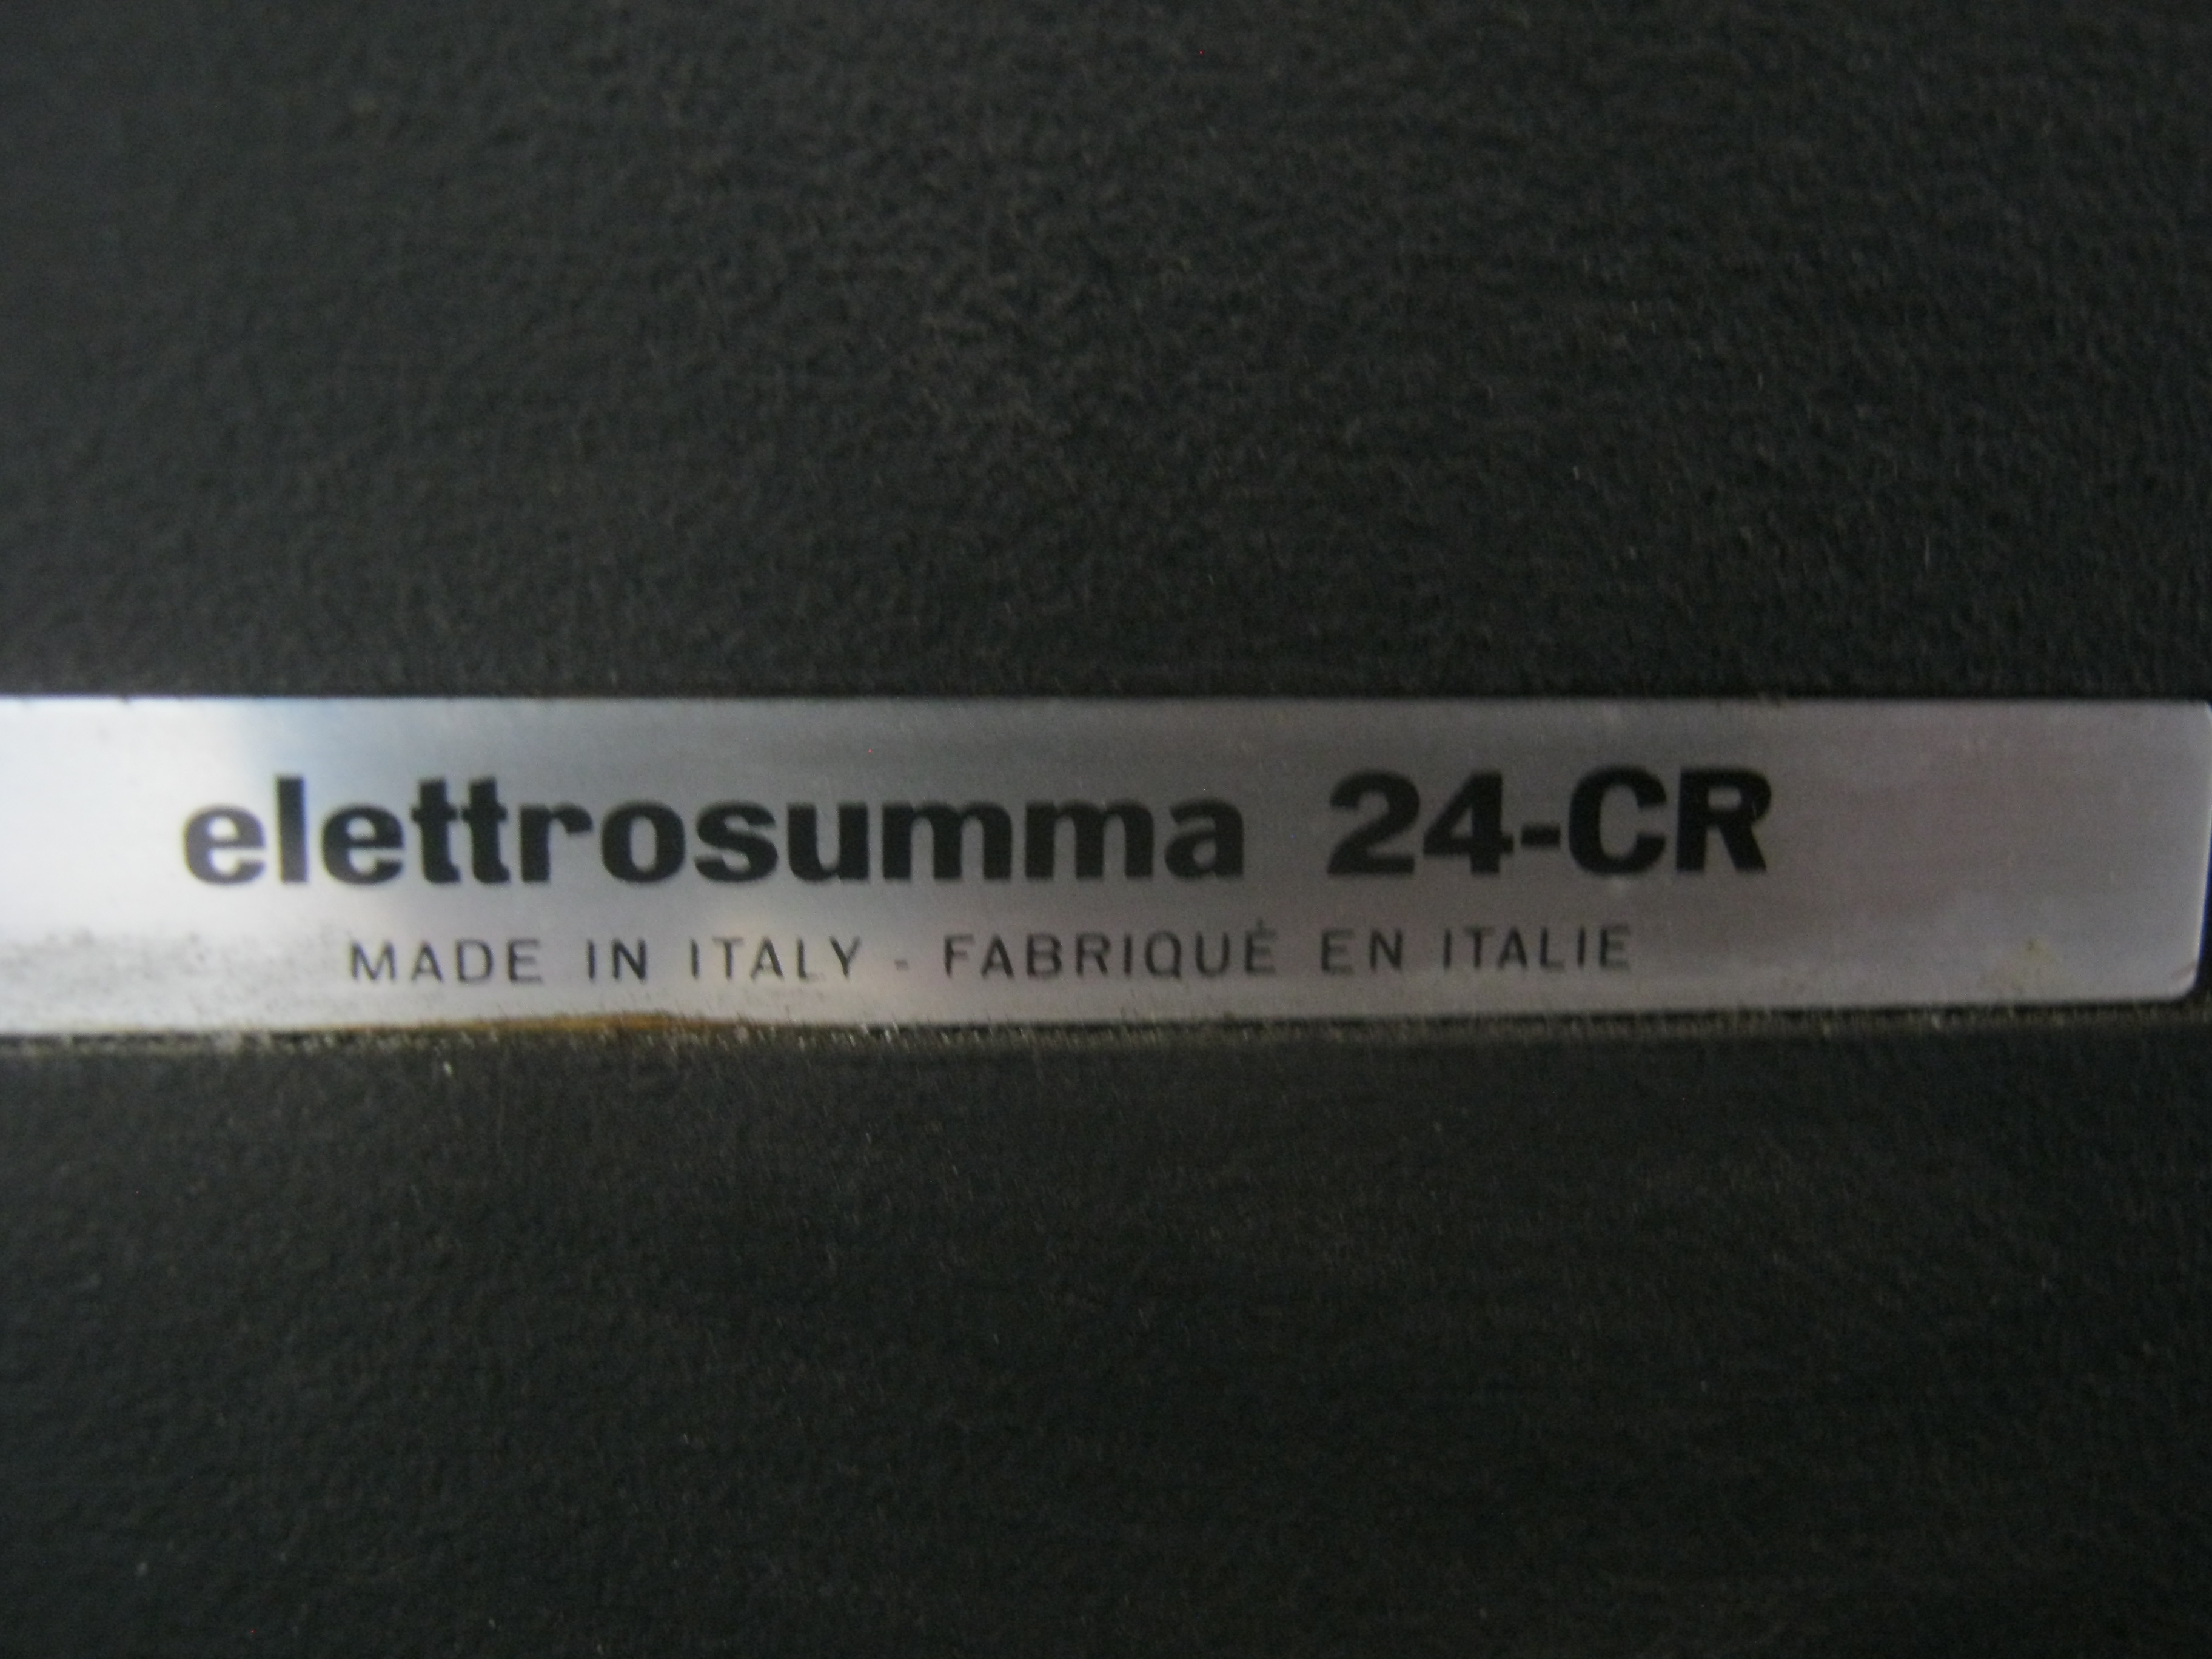 elettrosumma 24-CR
MADE IN ITALY - FABRIQUÉ EN ITALIE